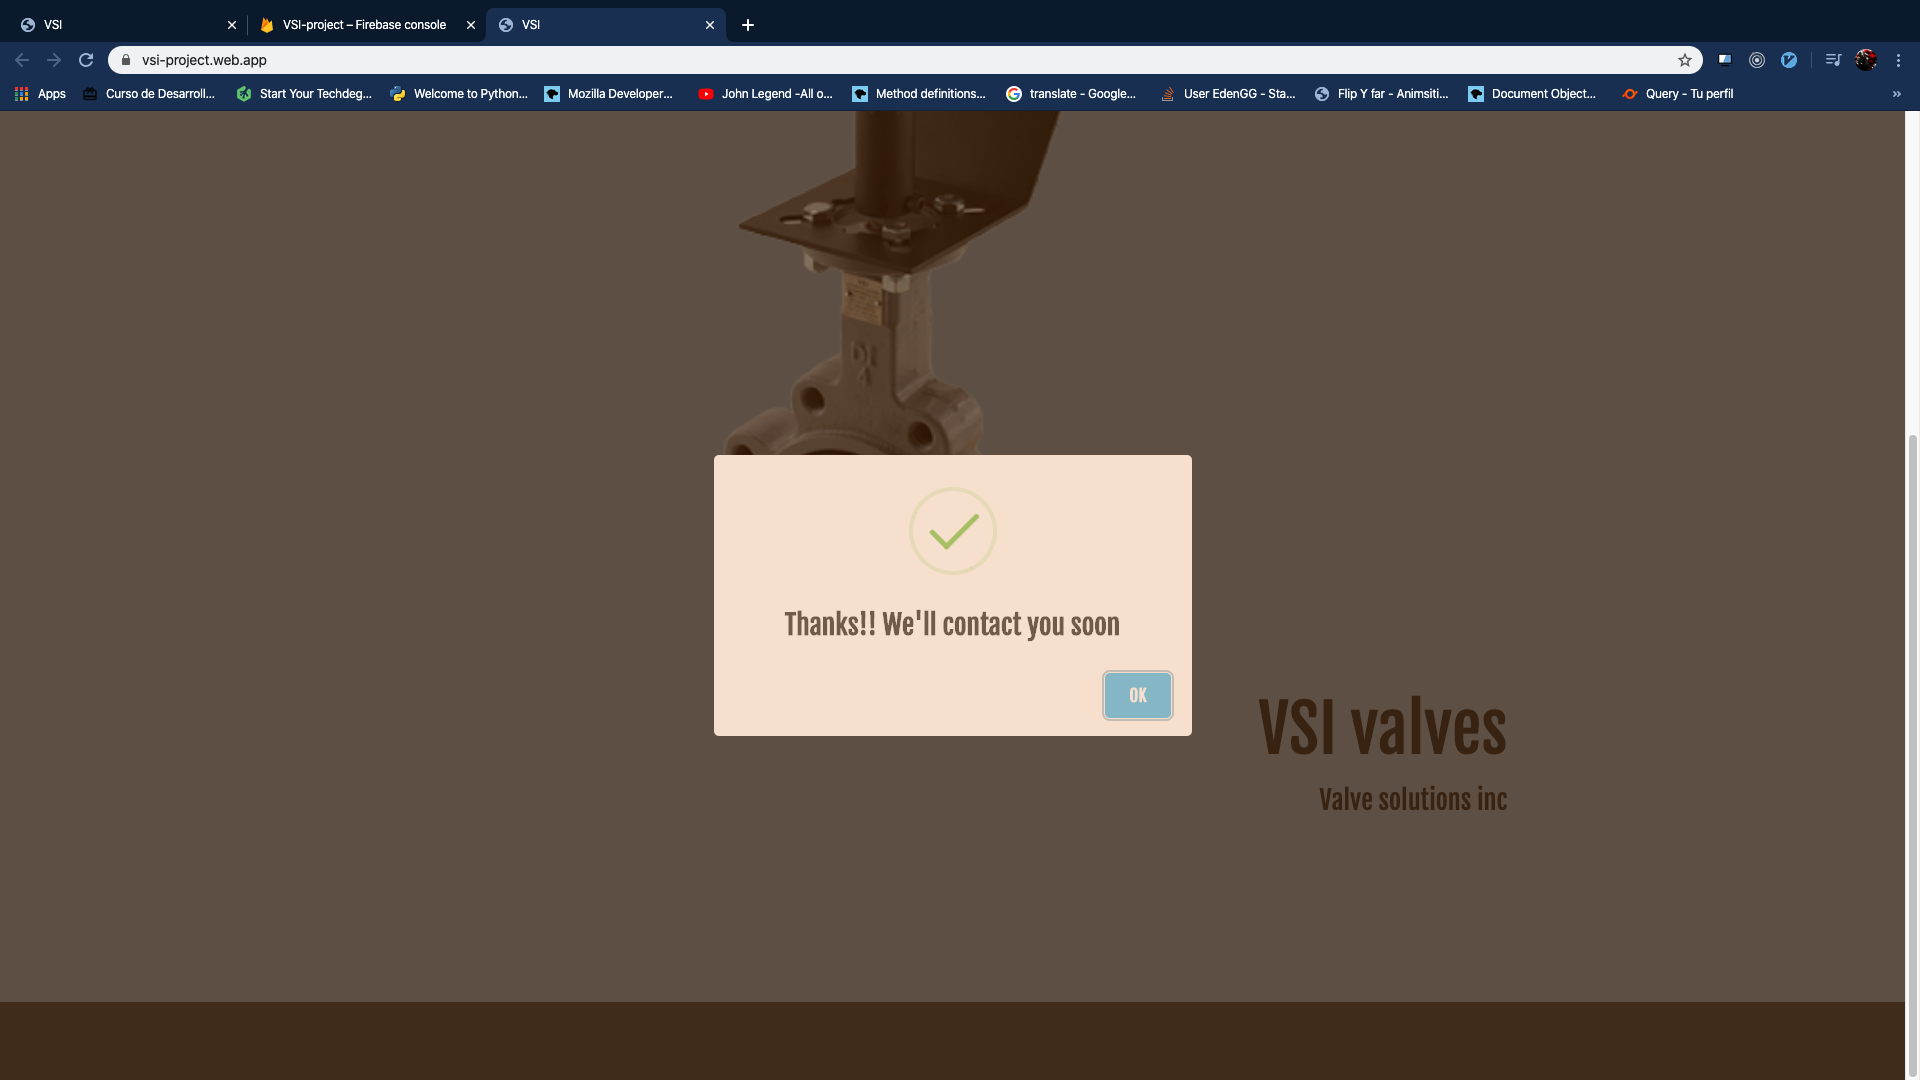 VSI
VSI-project – Firebase console
VSI
vsi-project.web.app
Apps
Curso de Desarroll...
Start Your Techdeg...
Welcome to Python...
Mozilla Developer...
John Legend -All o...
Method definitions...
translate - Google...
User EdenGG - Sta...
Flip Y far - Animsiti...
Document Object...
Query - Tu perfil
»
Thanks!! We'll contact you soon
OK
VSI valves
Valve solutions inc